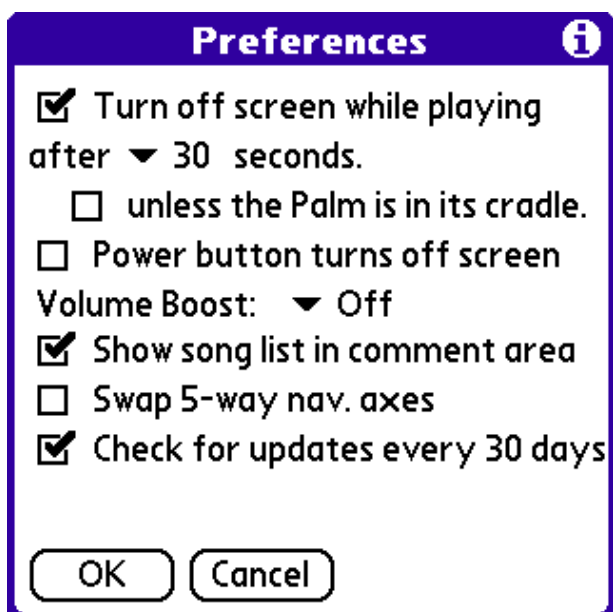 Preferences
Turn off screen while playing
after 30 seconds.
unless the Palm is in its cradle.
Power button turns off screen
Volume Boost: Off
Show song list in comment area
Swap 5-way nav. axes
Check for updates every 30 days
OK Cancel